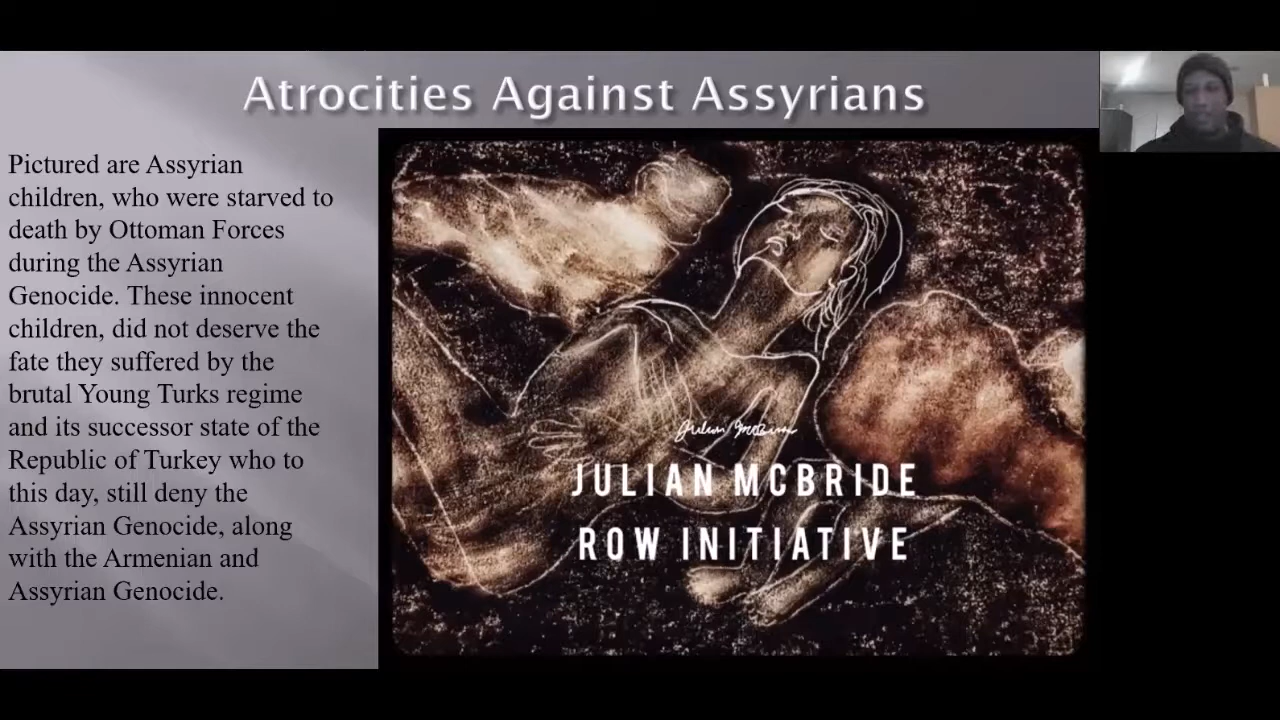 Atrocities Against Assyrians
Pictured are Assyrian
children, who were starved to
death by Ottoman Forces
during the Assyrian
Genocide. These innocent
children, did not deserve the
fate they suffered by the
brutal Young Turks regime
and its successor state of the
Republic of Turkey who to
this day, still deny the
Assyrian Genocide, along
with the Armenian and
Assyrian Genocide.
Julian McBride
JULIAN MCBRIDE
ROW INITIATIVE